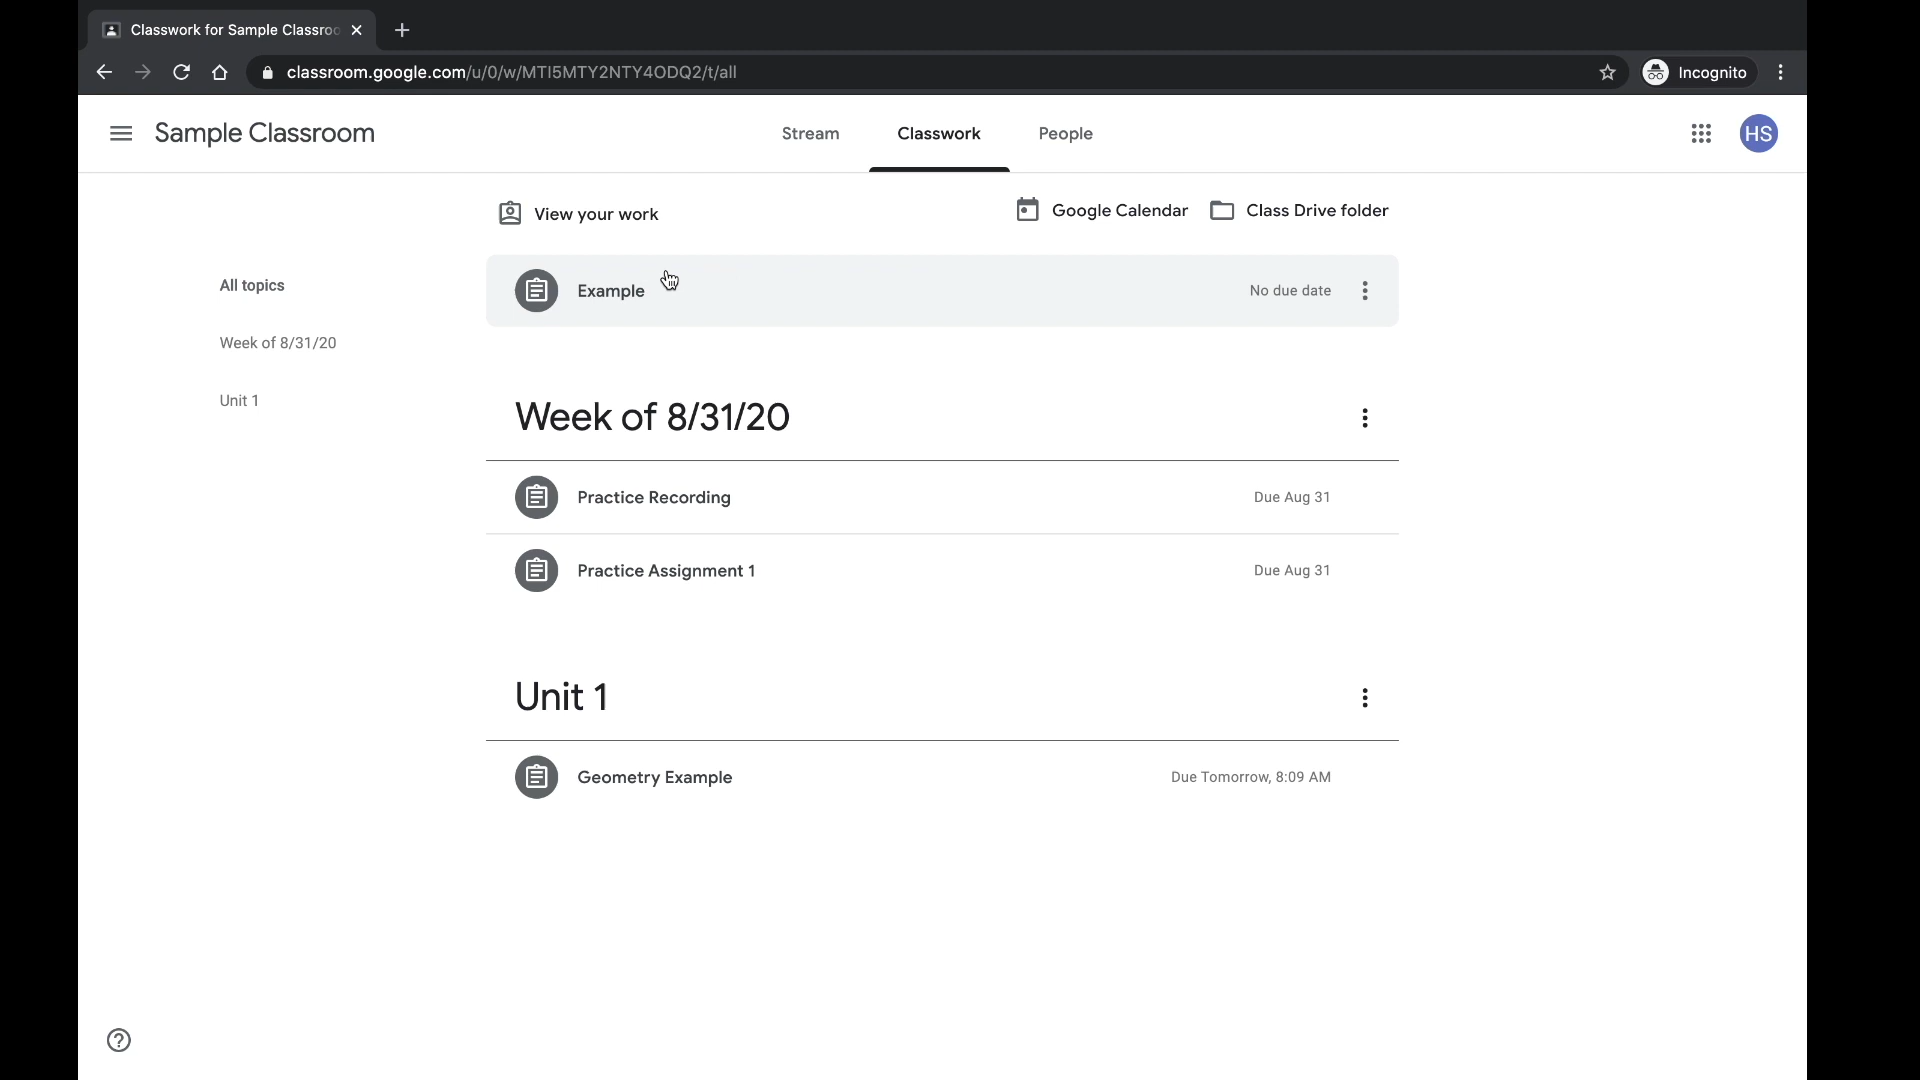 Classwork for Sample Classroo
classroom.google.com/u/0/w/MTI5MTY2NTY4ODQ2/t/all
Incognito
Sample Classroom
Stream
Classwork
People
HS
View your work
Google Calendar
Class Drive folder
All topics
Week of 8/31/20
Unit 1
Example
No due date
Week of 8/31/20
Practice Recording
Due Aug 31
Practice Assignment 1
Due Aug 31
Unit 1
Geometry Example
Due Tomorrow, 8:09 AM